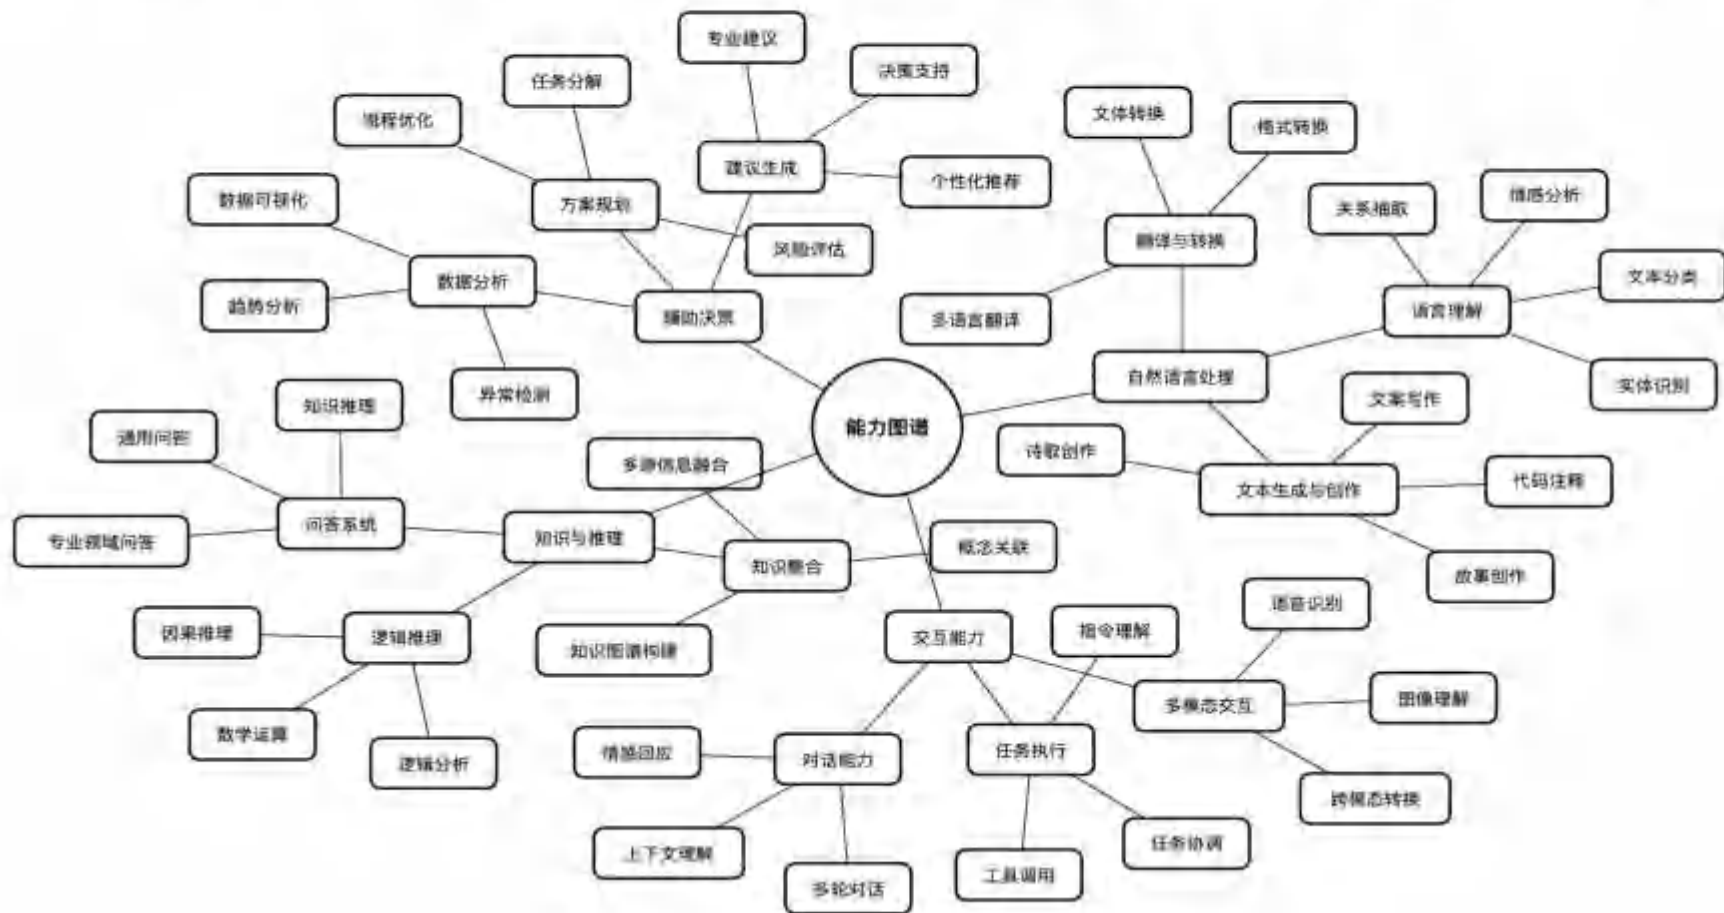 专业建议
决策支持
任务分解
流程优化
建议生成
个性化推荐
方案规划
风险评估
数据可视化
数据分析
趋势分析
辅助决策
异常检测
文体转换
格式转换
翻译与转换
多语言翻译
关系抽取
情感分析
文本分类
语言理解
实体识别
自然语言处理
文案写作
诗歌创作
文本生成与创作
代码注释
故事创作
能力图谱
知识推理
通用问答
问答系统
专业领域问答
多源信息融合
知识与推理
知识整合
概念关联
知识图谱构建
因果推理
逻辑推理
数学运算
逻辑分析
交互能力
指令理解
语音识别
多模态交互
图像理解
跨模态转换
情感回应
对话能力
任务执行
上下文理解
多轮对话
工具调用
任务协调